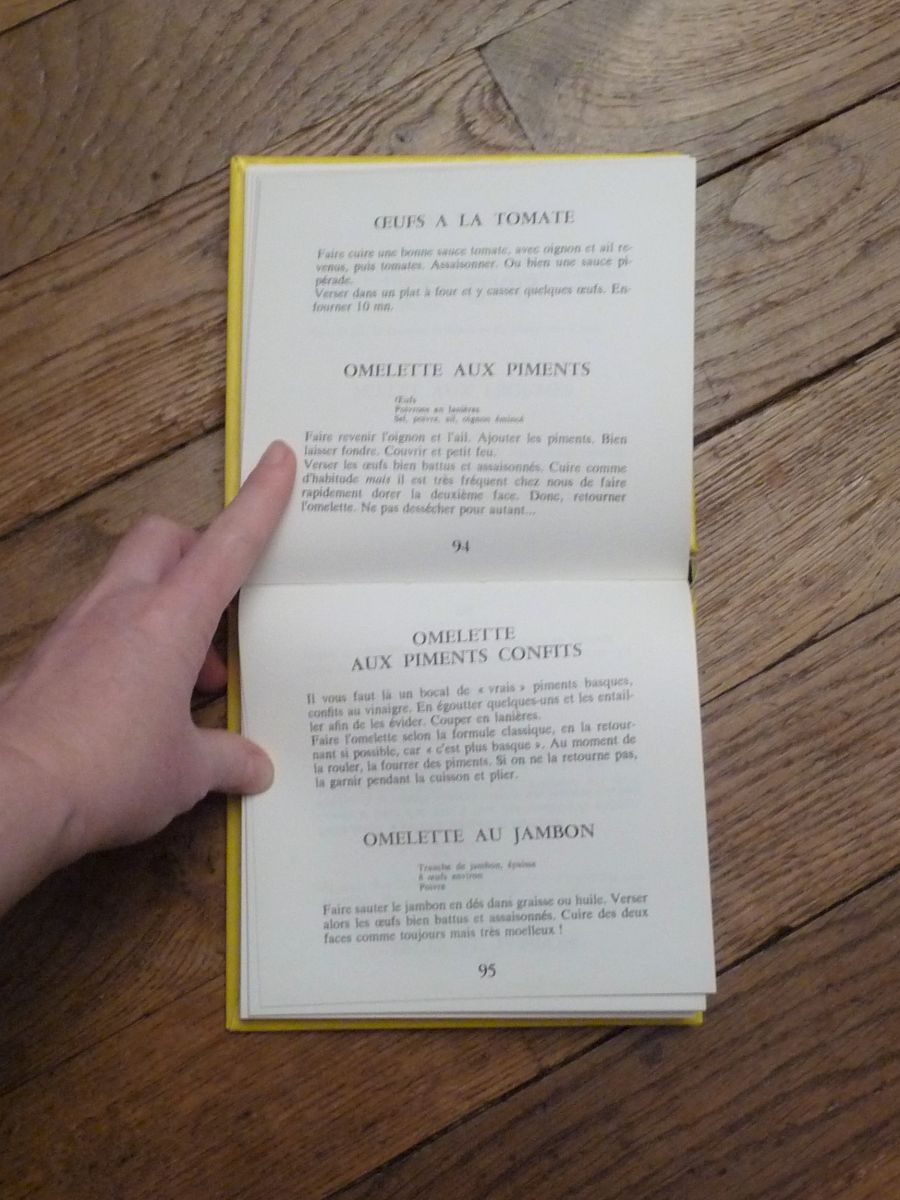 ŒUFS A LA TOMATE
Faire cuire une bonne sauce tomate, avec oignon et ail re-
venus, puis tomates. Assaisonner. Ou bien une sauce pi-
pérade.
Verser dans un plat à four et y casser quelques œufs. En-
fourner 10 mn.
OMELETTE AUX PIMENTS
Œufs
Poivrons en lanières
Sel, poivre, ail, oignon émincé
Faire revenir l'oignon et l'ail. Ajouter les piments. Bien
laisser fondre. Couvrir et petit feu.
Verser les œufs bien battus et assaisonnés. Cuire comme
d'habitude mais il est très fréquent chez nous de faire
rapidement dorer la deuxième face. Donc, retourner
l'omelette. Ne pas dessécher pour autant...
94
OMELETTE
AUX PIMENTS CONFITS
Il vous faut là un bocal de « vrais » piments basques,
confits au vinaigre. En égoutter quelques-uns et les entail-
ler afin de les évider. Couper en lanières.
Faire l'omelette selon la formule classique, en la retour-
nant si possible, car « c'est plus basque ». Au moment de
la rouler, la fourrer des piments. Si on ne la retourne pas,
la garnir pendant la cuisson et plier.
OMELETTE AU JAMBON
Tranche de jambon, épaisse
œufs environ
Poivre
Faire sauter le jambon en dés dans graisse ou huile. Verser
alors les œufs bien battus et assaisonnés. Cuire des deux
faces comme toujours mais très moelleux !
95